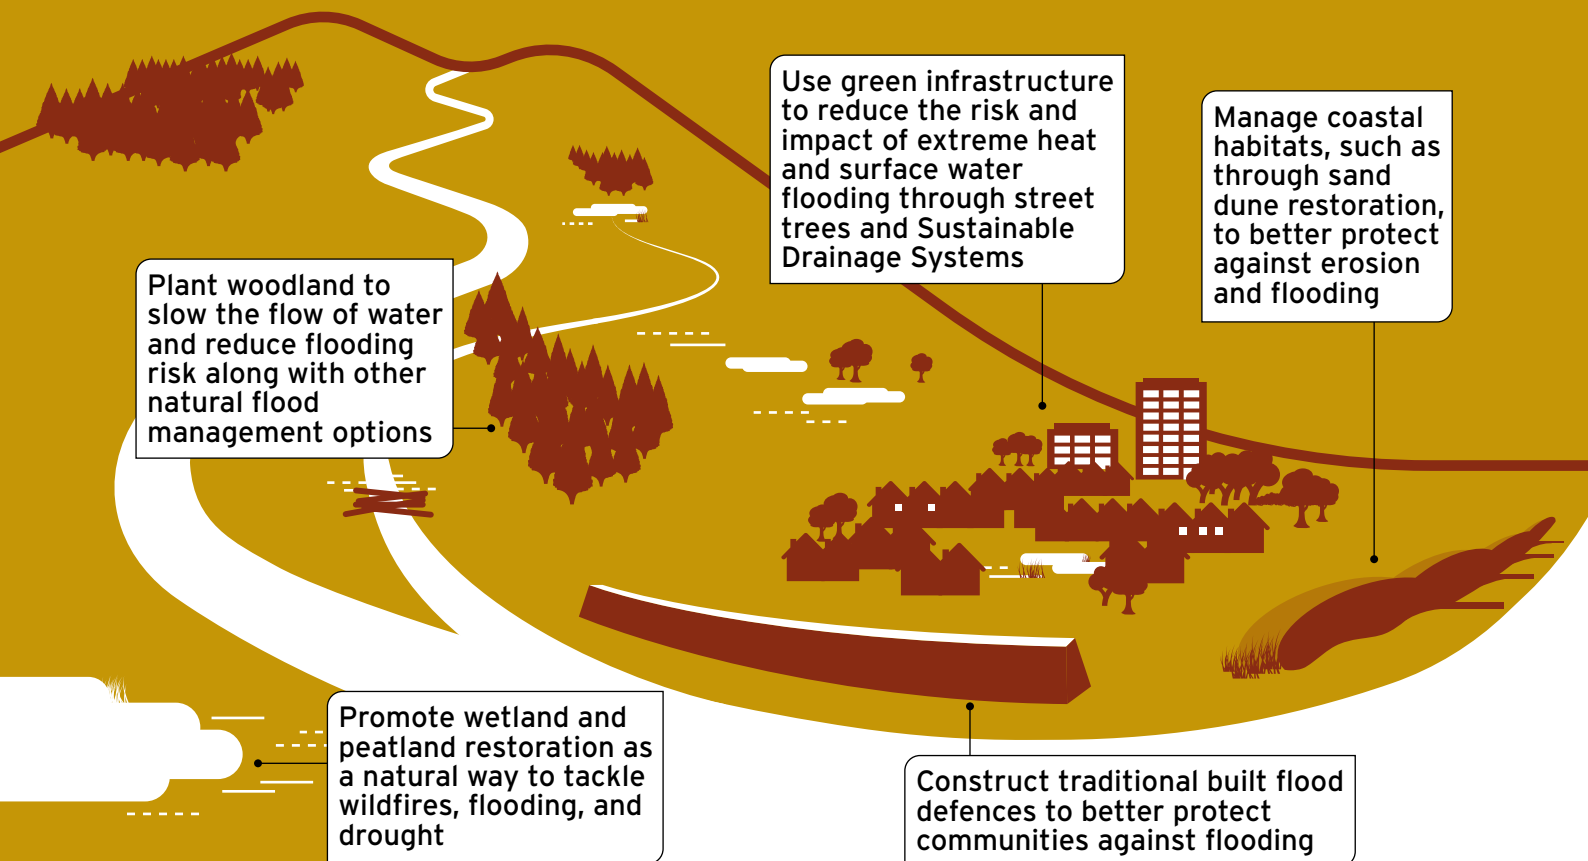 Use green infrastructure
to reduce the risk and
impact of extreme heat
and surface water
flooding through street
trees and Sustainable
Drainage Systems
Manage coastal
habitats, such as
through sand
dune restoration,
to better protect
against erosion
and flooding
Plant woodland to
slow the flow of water
and reduce flooding
risk along with other
natural flood
management options
Promote wetland and
peatland restoration as
a natural way to tackle
wildfires, flooding, and
drought
Construct traditional built flood
defences to better protect
communities against flooding